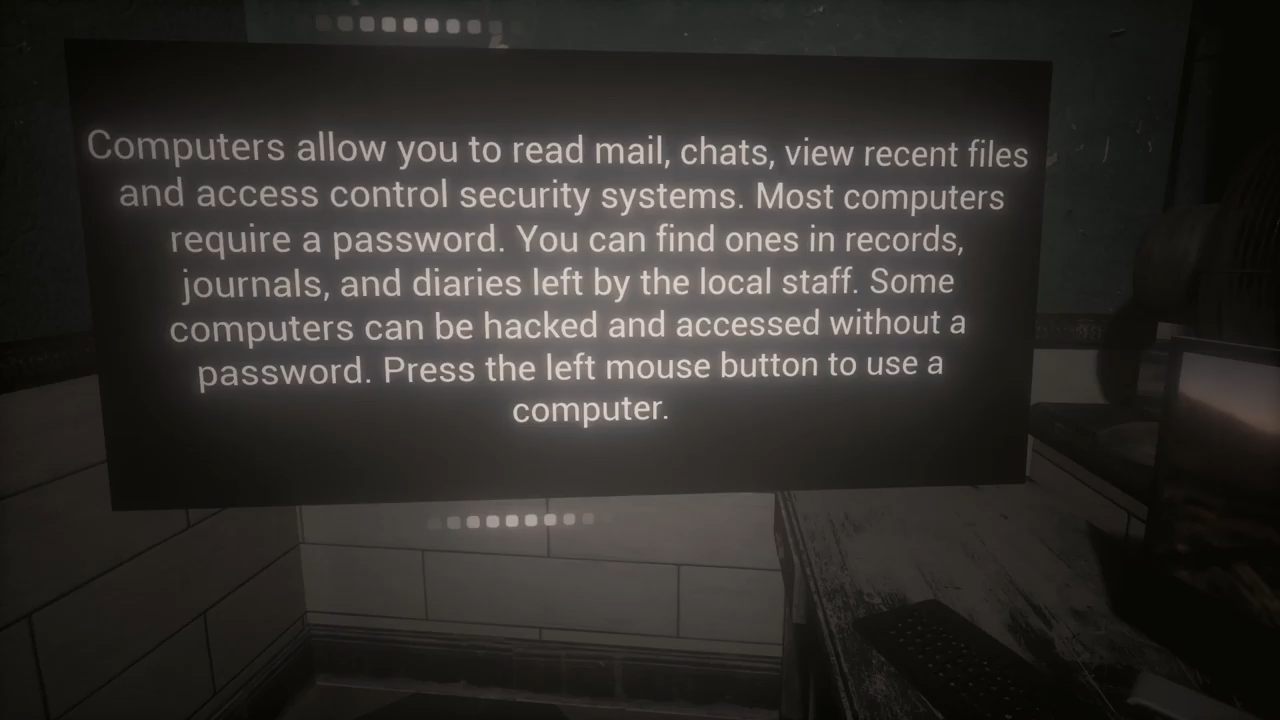 Computers allow you to read mail, chats, view recent files
and access control security systems. Most computers
require a password. You can find ones in records,
journals, and diaries left by the local staff. Some
computers can be hacked and accessed without a
password. Press the left mouse button to use a
computer.